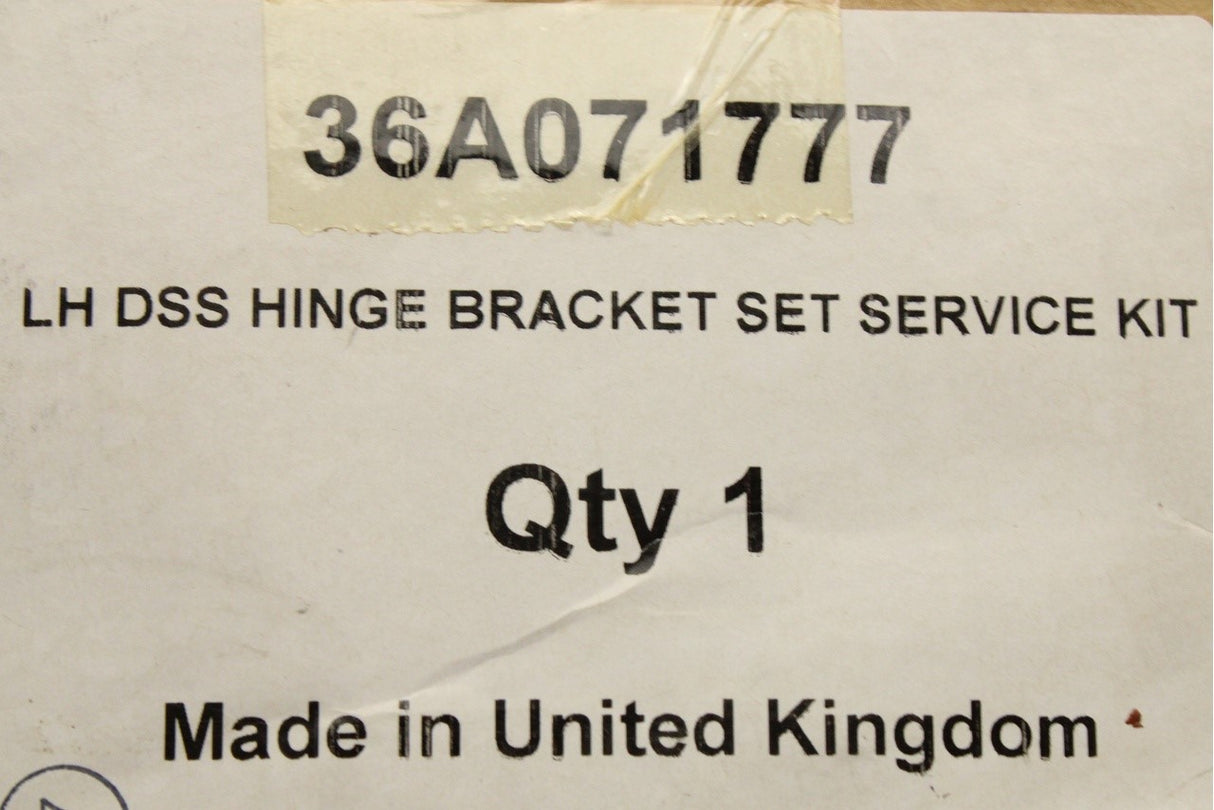 36A071777
LH DSS HINGE BRACKET SET SERVICE KIT
Qty 1
Made in United Kingdom